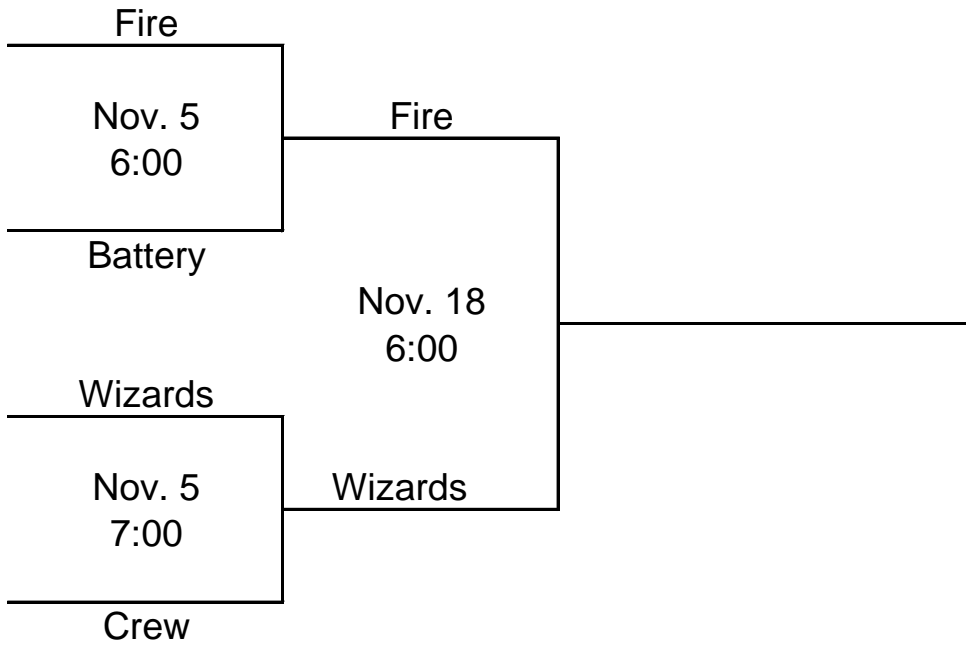 Fire
Nov. 5
6:00
Battery
Fire
Nov. 18
6:00
Wizards
Nov. 5
7:00
Crew
Wizards